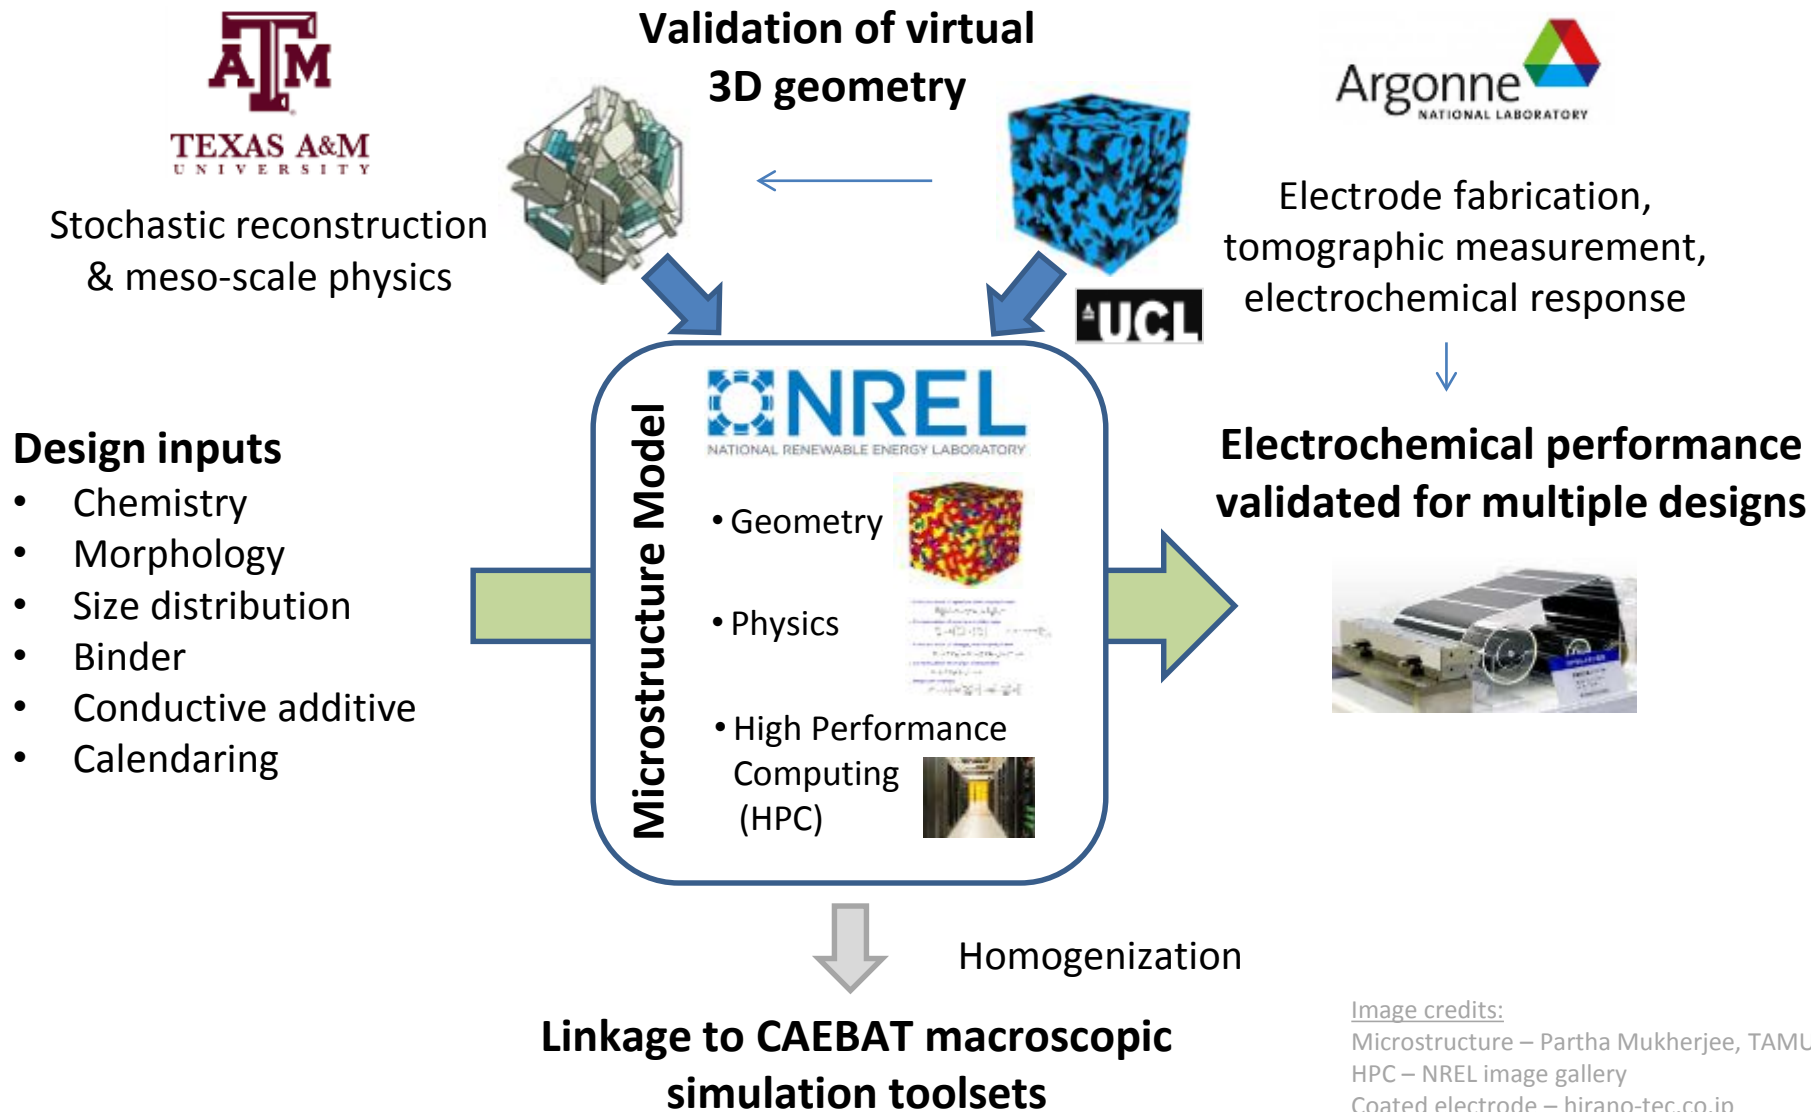 Validation of virtual
3D geometry
ATM
TEXAS A&M
UNIVERSITY
Stochastic reconstruction
& meso-scale physics
Argonne
NATIONAL LABORATORY
Electrode fabrication,
tomographic measurement,
electrochemical response
UCL
Design inputs
• Chemistry
• Morphology
• Size distribution
• Binder
• Conductive additive
• Calendaring
Microstructure Model
NREL
NATIONAL RENEWABLE ENERGY LABORATORY
• Geometry
• Physics
• High Performance
Computing
(HPC)
Electrochemical performance
validated for multiple designs
Homogenization
Linkage to CAEBAT macroscopic
simulation toolsets
Image credits:
Microstructure – Partha Mukherjee, TAMU
HPC – NREL image gallery
Coated electrode – hirano-tec.co.jp